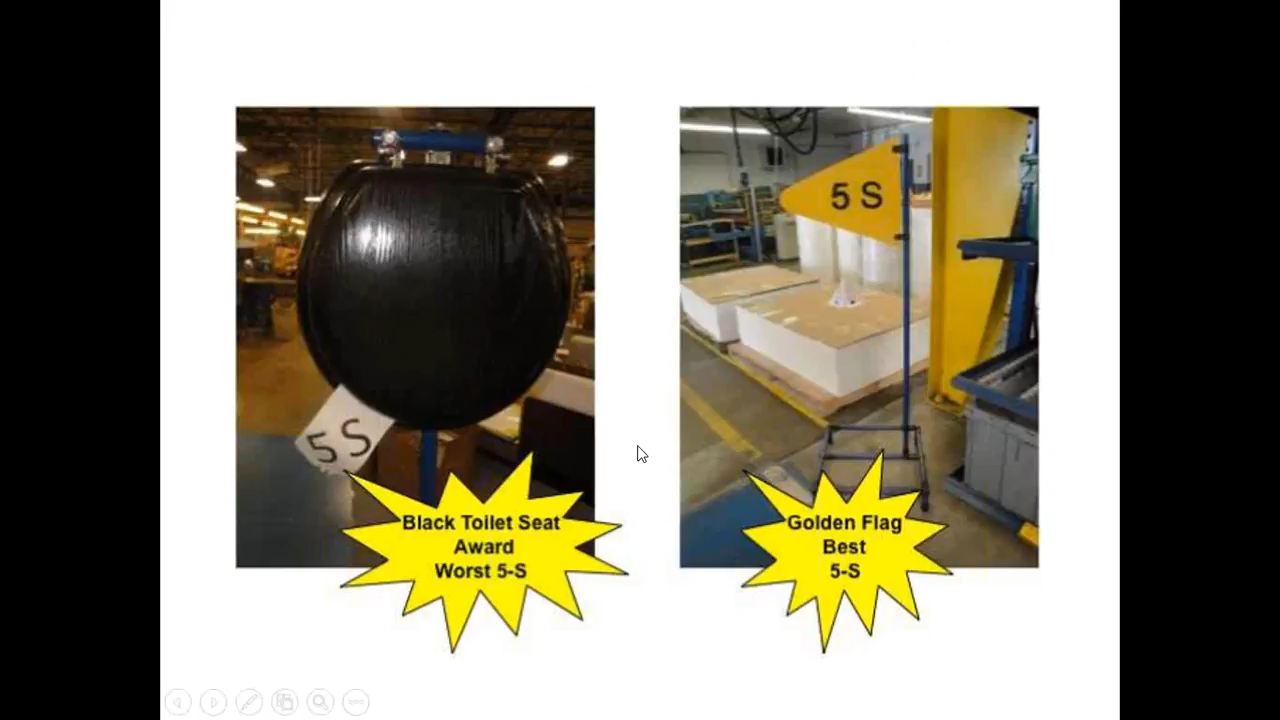 5 S
Black Toilet Seat
Award
Worst 5-S
5 S
Golden Flag
Best
5-S